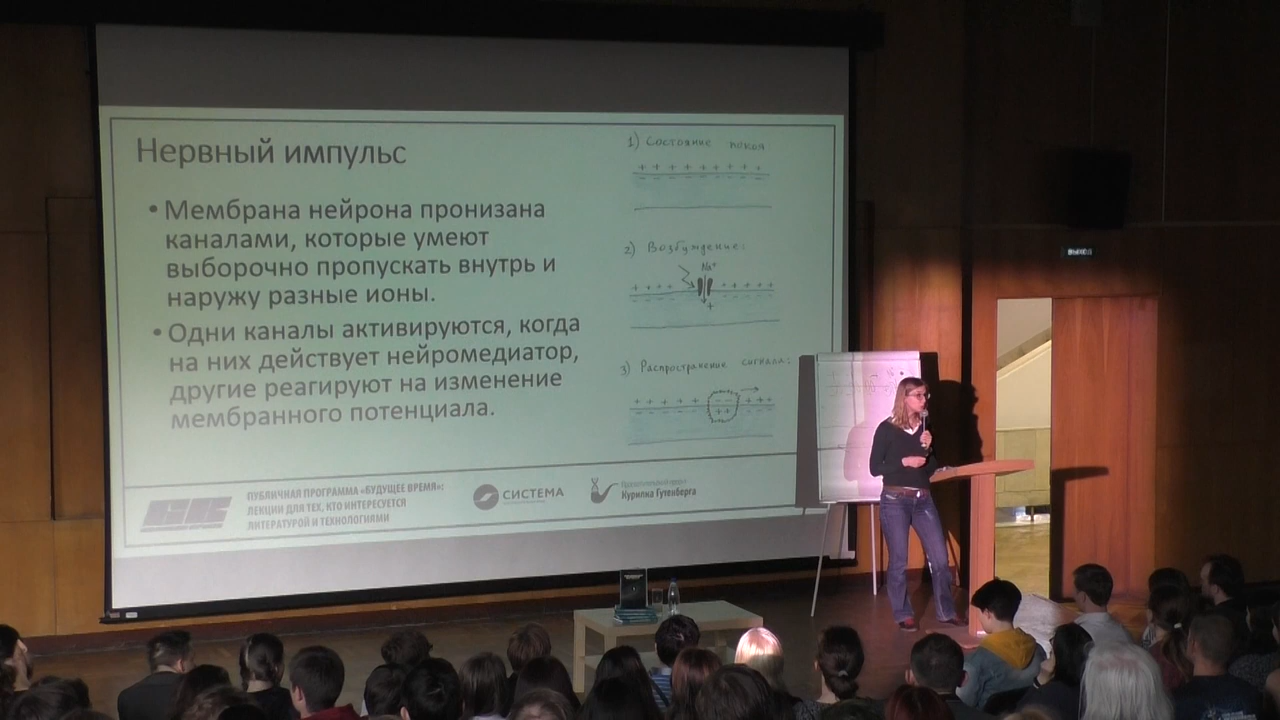 Нервный импульс
• Мембрана нейрона пронизана
каналами, которые умеют
выборочно пропускать внутрь и
наружу разные ионы.
• Одни каналы активируются, когда
на них действует нейромедиатор,
другие реагируют на изменение
мембранного потенциала.
1) Состояние покоя
+ + + + + + + + +
2) Возбуждение:
Na⁺
+ + + + + + + + +
+
3) Распространение сигнала:
+ + + + + + + + +
+ +
ПУБЛИЧНАЯ ПРОГРАММА «БУДУЩЕЕ ВРЕМЯ»:
ЛЕКЦИИ ДЛЯ ТЕХ, КТО ИНТЕРЕСУЕТСЯ
ЛИТЕРАТУРОЙ И ТЕХНОЛОГИЯМИ
СИСТЕМА
Просветительский проект
Курилка Гутенберга
ВЫХОД